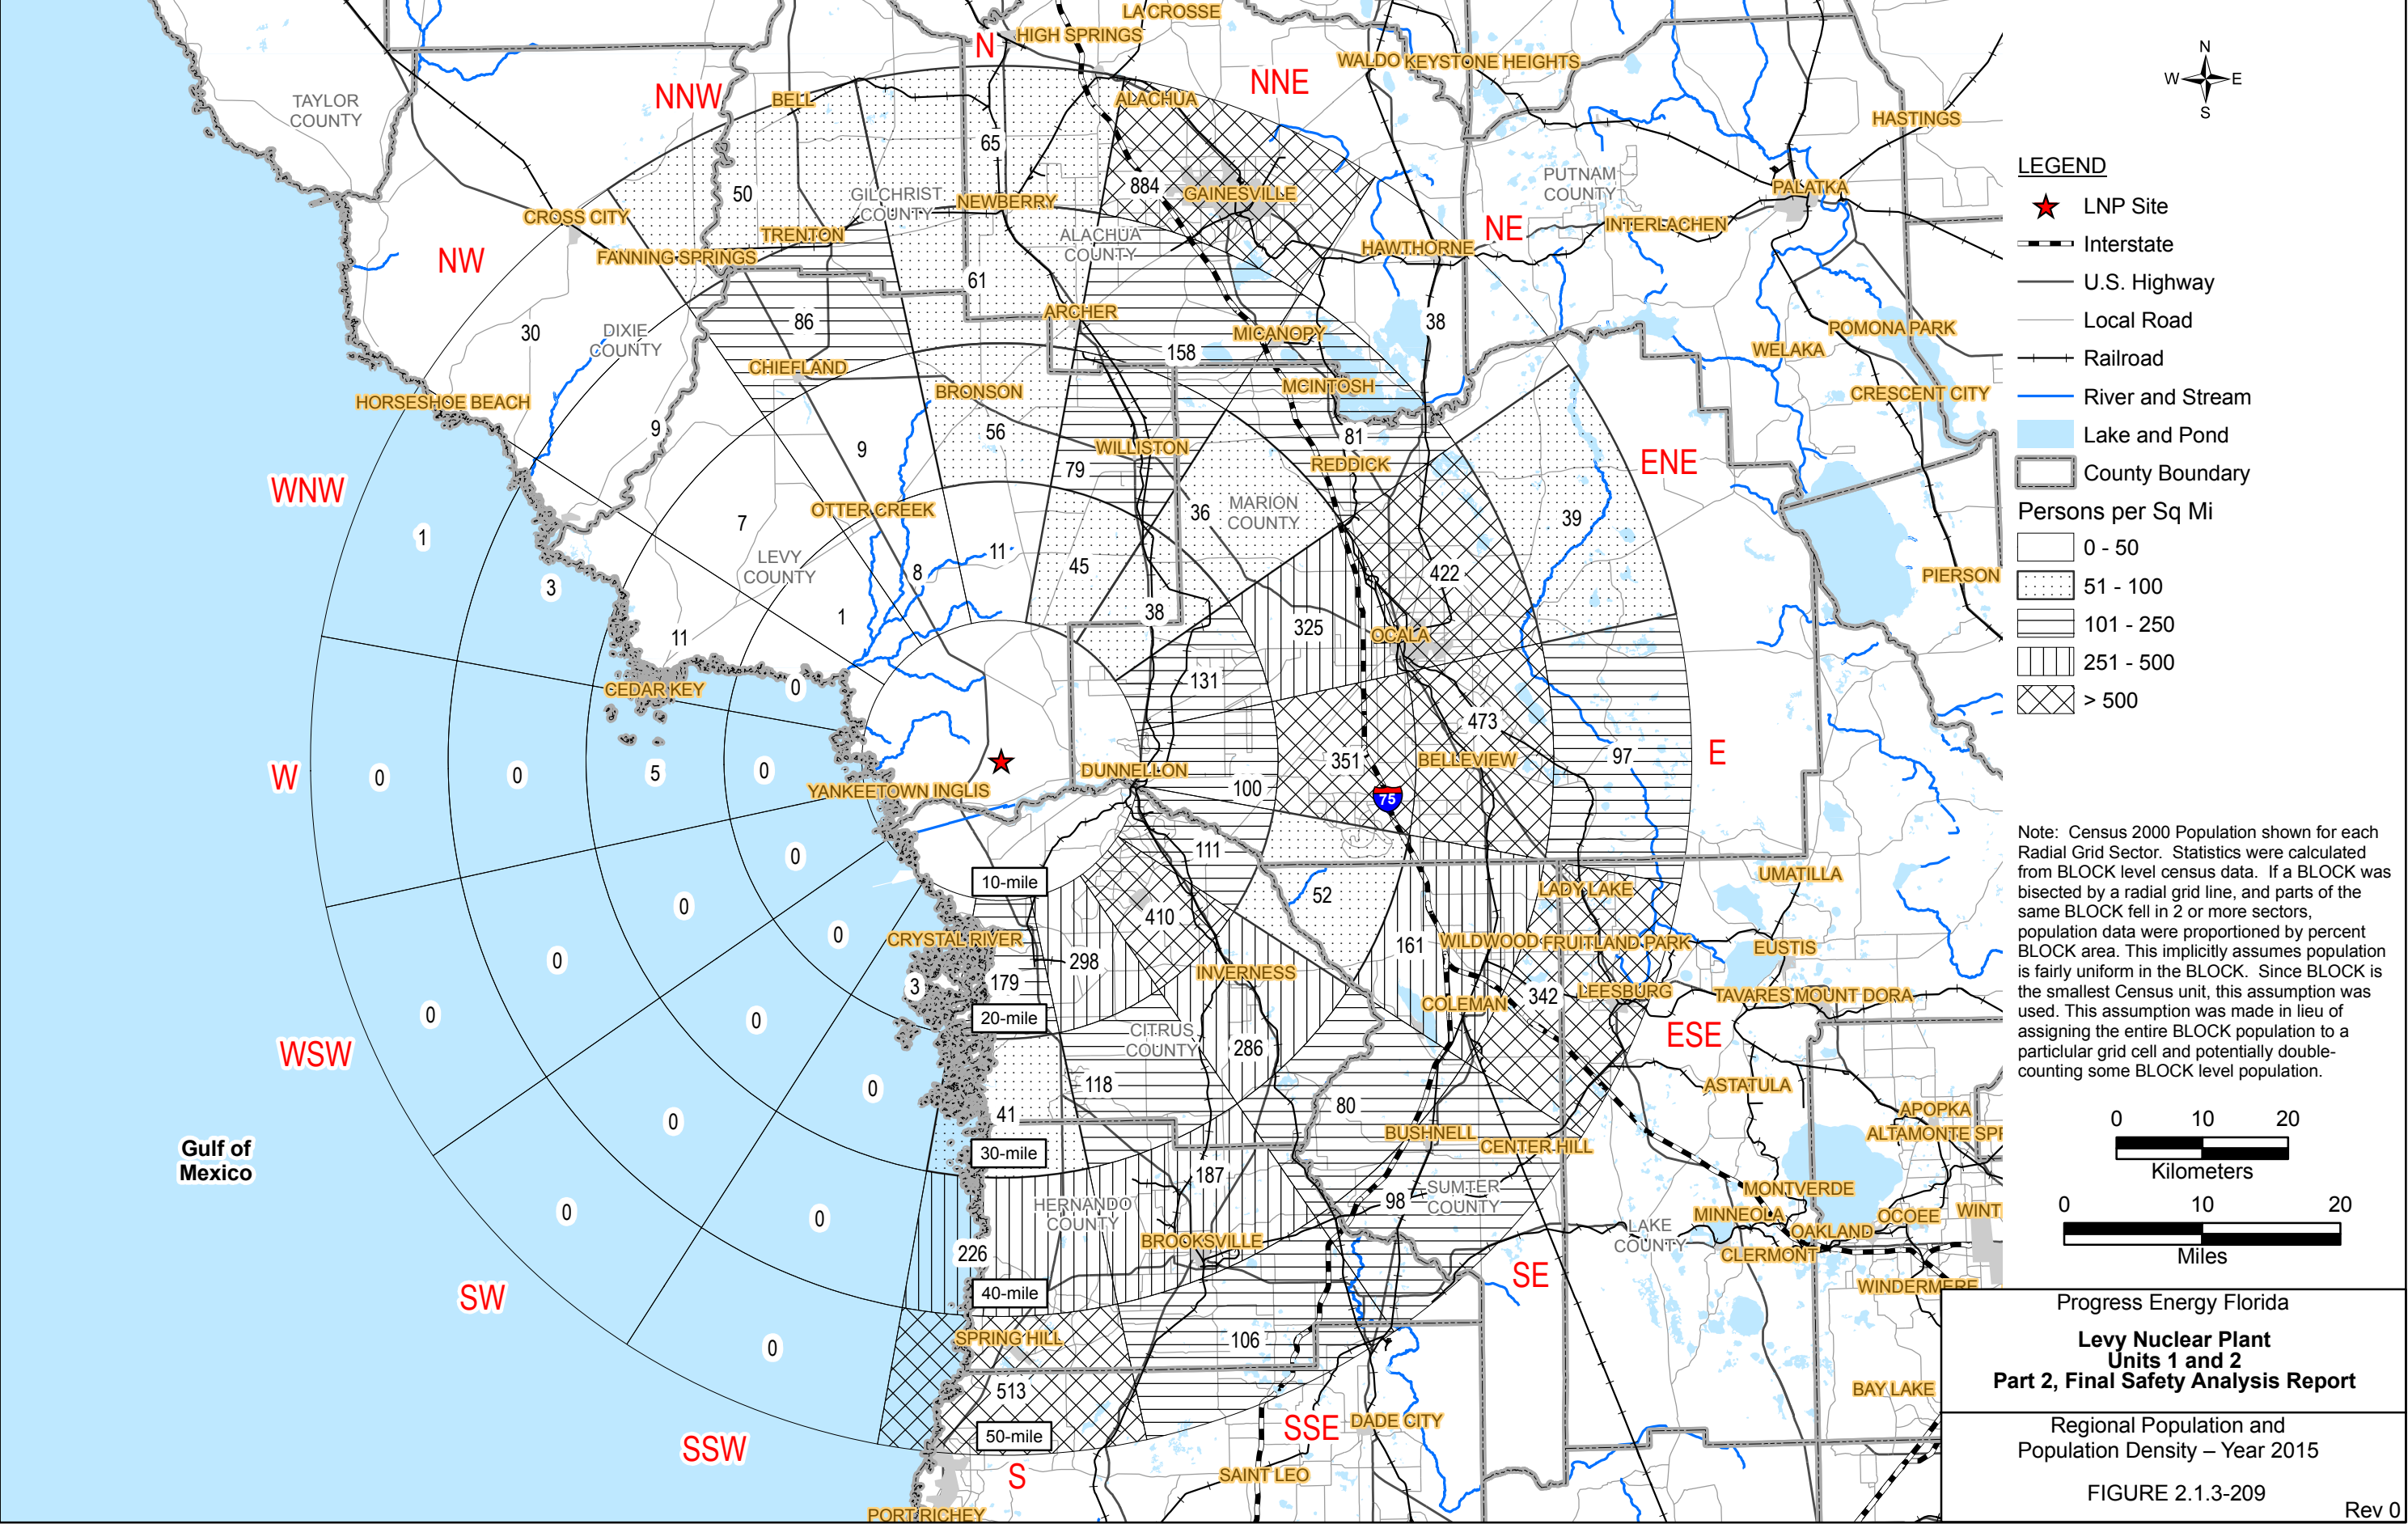 LA CROSSE
HIGH SPRINGS
N
WALDO
KEYSTONE HEIGHTS
NNE
NNW
BELL
ALACHUA
TAYLOR
COUNTY
HASTINGS
65
884
GAINESVILLE
PUTNAM
COUNTY
PALATKA
50
GILCHRIST
COUNTY
NEWBERRY
CROSS CITY
TRENTON
ALACHUA
COUNTY
NE
INTERLACHEN
HAWTHORNE
NW
FANNING SPRINGS
61
ARCHER
86
30
DIXIE
COUNTY
MICANOPY
38
POMONA PARK
158
WELAKA
CHIEFLAND
BRONSON
MCINTOSH
CRESCENT CITY
HORSESHOE BEACH
9
56
81
9
WILLISTON
79
REDDICK
ENE
WNW
OTTER CREEK
36
MARION
COUNTY
39
7
1
11
LEVY
COUNTY
8
45
422
PIERSON
3
1
38
325
OCALA
11
CEDAR KEY
0
131
473
W
0
0
5
0
DUNNELLON
351
BELLEVIEW
97
E
YANKEETOWN
INGLIS
100
75
0
111
10-mile
52
LADY LAKE
UMATILLA
0
0
410
CRYSTAL RIVER
161
WILDWOOD
FRUITLAND PARK
EUSTIS
0
298
INVERNESS
3
179
COLEMAN
342
LEESBURG
TAVARES
MOUNT DORA
0
0
20-mile
CITRUS
COUNTY
ESE
WSW
286
0
118
ASTATULA
0
41
80
APOPKA
BUSHNELL
CENTER HILL
ALTAMONTE SPR
Gulf of
Mexico
30-mile
187
98
SUMTER
COUNTY
MONTVERDE
0
0
HERNANDO
COUNTY
MINNEOLA
OCOEE
WINT
LAKE
COUNTY
OAKLAND
226
BROOKSVILLE
CLERMONT
SW
SE
40-mile
WINDERMERE
0
SPRING HILL
106
513
BAY LAKE
50-mile
SSE
DADE CITY
SSW
S
SAINT LEO
PORT RICHEY
N
W
E
S
LEGEND
LNP Site
Interstate
U.S. Highway
Local Road
Railroad
River and Stream
Lake and Pond
County Boundary
Persons per Sq Mi
0 - 50
51 - 100
101 - 250
251 - 500
> 500
Note: Census 2000 Population shown for each
Radial Grid Sector. Statistics were calculated
from BLOCK level census data. If a BLOCK was
bisected by a radial grid line, and parts of the
same BLOCK fell in 2 or more sectors,
population data were proportioned by percent
BLOCK area. This implicitly assumes population
is fairly uniform in the BLOCK. Since BLOCK is
the smallest Census unit, this assumption was
used. This assumption was made in lieu of
assigning the entire BLOCK population to a
particlular grid cell and potentially double-
counting some BLOCK level population.
0 10 20
Kilometers
0 10 20
Miles
Progress Energy Florida
Levy Nuclear Plant
Units 1 and 2
Part 2, Final Safety Analysis Report
Regional Population and
Population Density – Year 2015
FIGURE 2.1.3-209
Rev 0